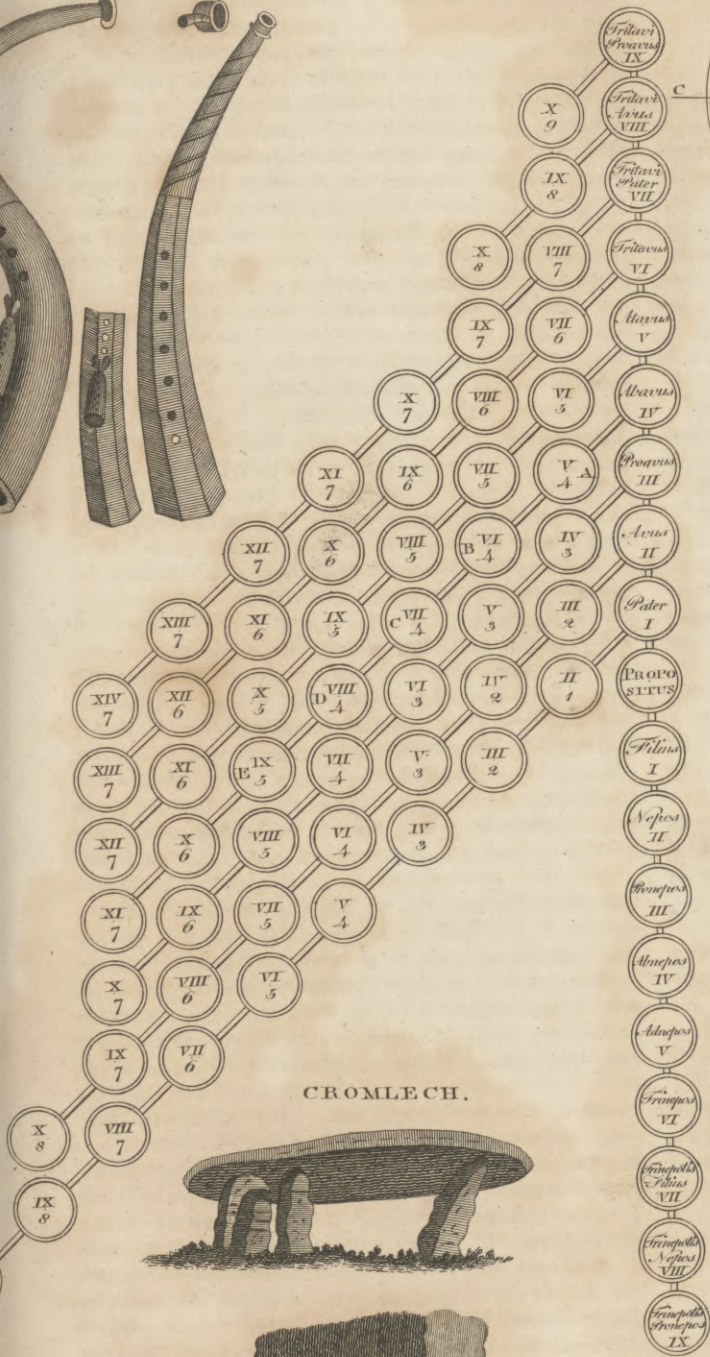 Tritavi
Proavus
IX
C
X
9
Tritavi
Avus
VIII
IX
8
Tritavi
Pater
VII
X
8
VIII
7
Tritavus
VI
IX
7
VII
6
Atavus
V
X
7
VIII
6
VI
5
Abavus
IV
XI
7
IX
6
VII
5
V
4 A
Proavus
III
XII
7
X
6
VIII
5
B VI
4
IV
3
Avus
II
XIII
7
XI
6
IX
5
C VII
4
V
3
III
2
Pater
I
XIV
7
XII
6
X
5
D VIII
4
VI
3
IV
2
II
1
PROPO
SITUS
XIII
7
XI
6
E IX
5
VII
4
V
3
III
2
Filius
I
XII
7
X
6
VIII
5
VI
4
IV
3
Nepos
II
XI
7
IX
6
VII
5
V
4
Pronepos
III
X
7
VIII
6
VI
5
Abnepos
IV
IX
7
VII
6
Adnepos
V
CROMLECH.
X
8
VIII
7
Trinepos
VI
IX
8
Trinepotis
Filius
VII
Trinepotis
Nepos
VIII
Trinepotis
Pronepos
IX